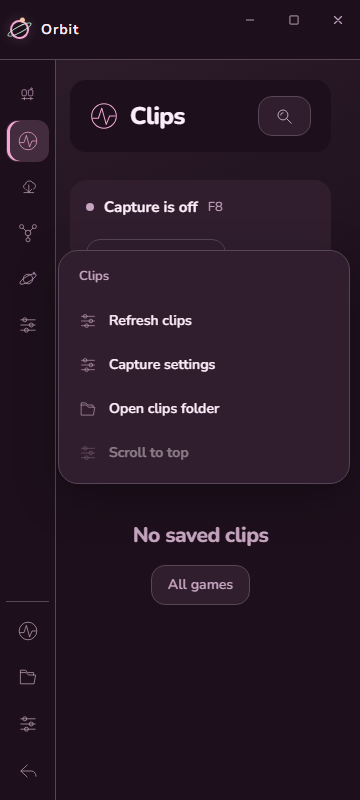 Orbit
Clips
Capture is off F8
Clips
Refresh clips
Capture settings
Open clips folder
Scroll to top
No saved clips
All games